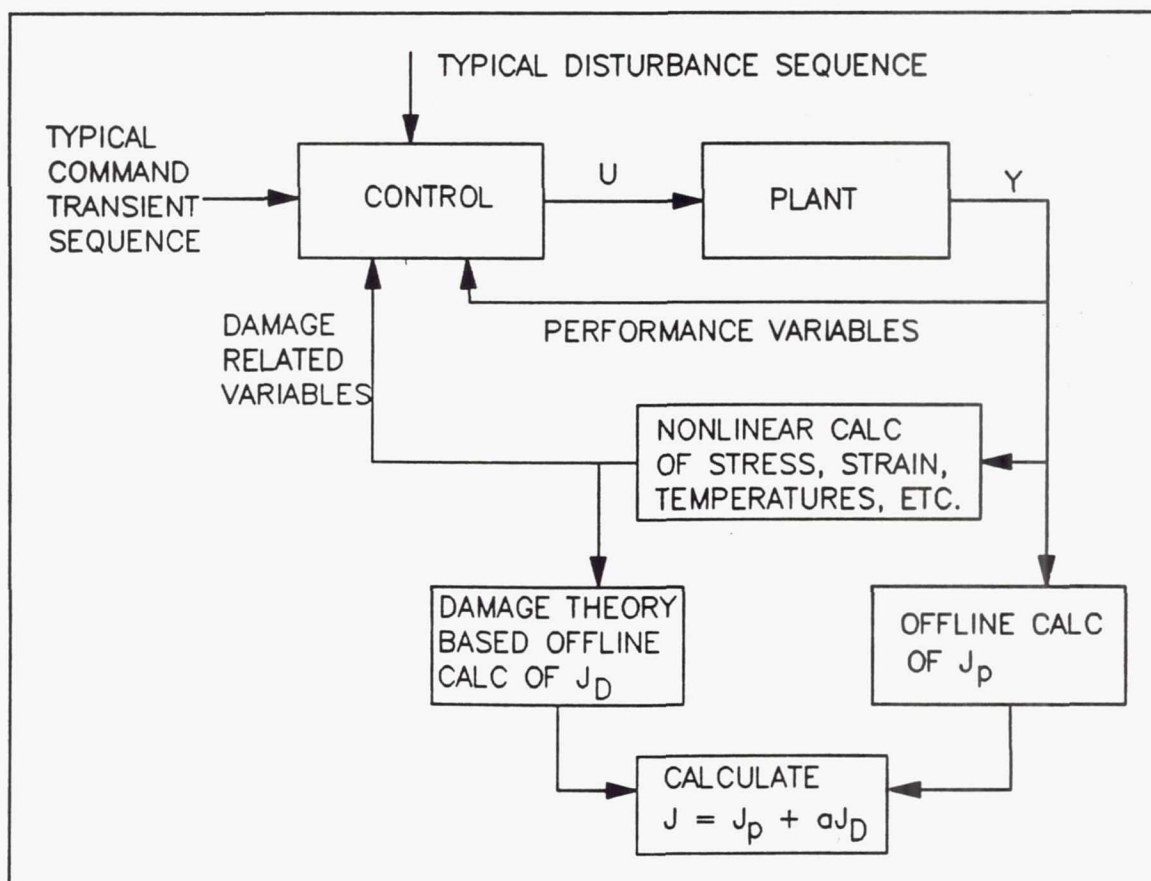 TYPICAL DISTURBANCE SEQUENCE
TYPICAL
COMMAND
TRANSIENT
SEQUENCE
CONTROL
U
PLANT
Y
DAMAGE
RELATED
VARIABLES
PERFORMANCE VARIABLES
NONLINEAR CALC
OF STRESS, STRAIN,
TEMPERATURES, ETC.
DAMAGE THEORY
BASED OFFLINE
CALC OF J_D
OFFLINE CALC
OF J_p
CALCULATE
J = J_p + aJ_D